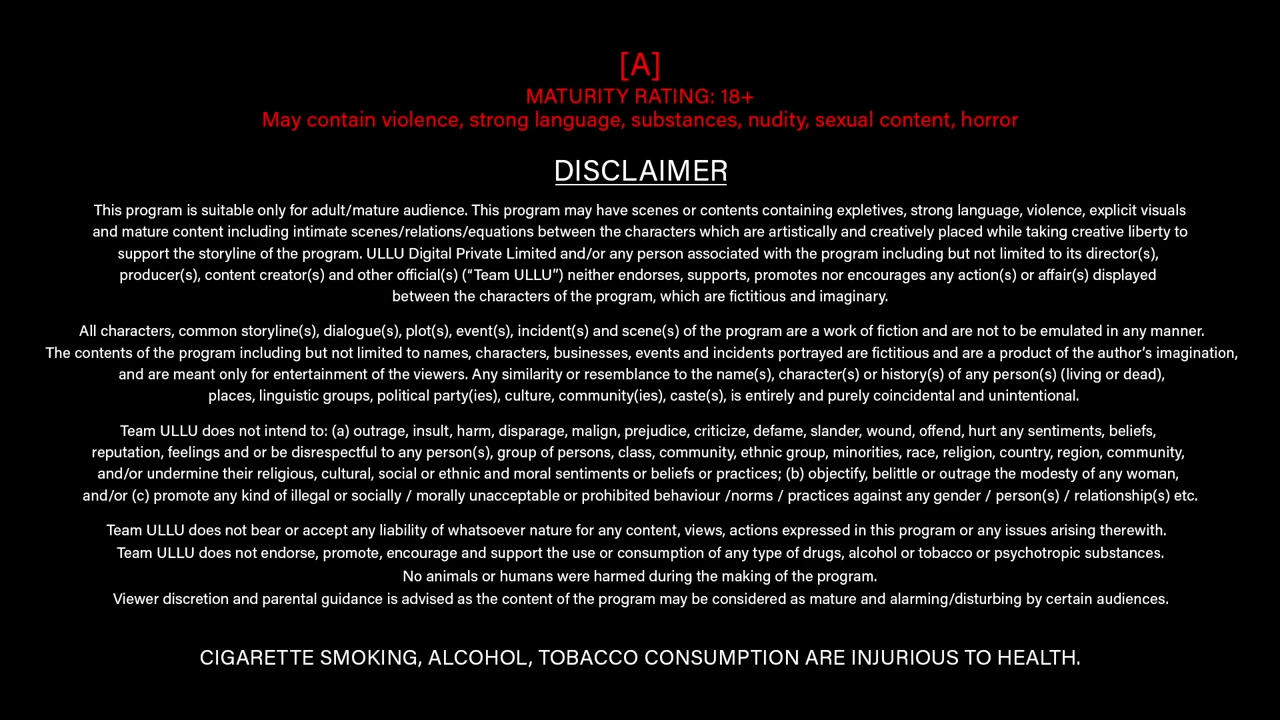 [A]
MATURITY RATING: 18+
May contain violence, strong language, substances, nudity, sexual content, horror
DISCLAIMER
This program is suitable only for adult/mature audience. This program may have scenes or contents containing expletives, strong language, violence, explicit visuals
and mature content including intimate scenes/relations/equations between the characters which are artistically and creatively placed while taking creative liberty to
support the storyline of the program. ULLU Digital Private Limited and/or any person associated with the program including but not limited to its director(s),
producer(s), content creator(s) and other official(s) (“Team ULLU”) neither endorses, supports, promotes nor encourages any action(s) or affair(s) displayed
between the characters of the program, which are fictitious and imaginary.
All characters, common storyline(s), dialogue(s), plot(s), event(s), incident(s) and scene(s) of the program are a work of fiction and are not to be emulated in any manner.
The contents of the program including but not limited to names, characters, businesses, events and incidents portrayed are fictitious and are a product of the author’s imagination,
and are meant only for entertainment of the viewers. Any similarity or resemblance to the name(s), character(s) or history(s) of any person(s) (living or dead),
places, linguistic groups, political party(ies), culture, community(ies), caste(s), is entirely and purely coincidental and unintentional.
Team ULLU does not intend to: (a) outrage, insult, harm, disparage, malign, prejudice, criticize, defame, slander, wound, offend, hurt any sentiments, beliefs,
reputation, feelings and or be disrespectful to any person(s), group of persons, class, community, ethnic group, minorities, race, religion, country, region, community,
and/or undermine their religious, cultural, social or ethnic and moral sentiments or beliefs or practices; (b) objectify, belittle or outrage the modesty of any woman,
and/or (c) promote any kind of illegal or socially / morally unacceptable or prohibited behaviour /norms / practices against any gender / person(s) / relationship(s) etc.
Team ULLU does not bear or accept any liability of whatsoever nature for any content, views, actions expressed in this program or any issues arising therewith.
Team ULLU does not endorse, promote, encourage and support the use or consumption of any type of drugs, alcohol or tobacco or psychotropic substances.
No animals or humans were harmed during the making of the program.
Viewer discretion and parental guidance is advised as the content of the program may be considered as mature and alarming/disturbing by certain audiences.
CIGARETTE SMOKING, ALCOHOL, TOBACCO CONSUMPTION ARE INJURIOUS TO HEALTH.